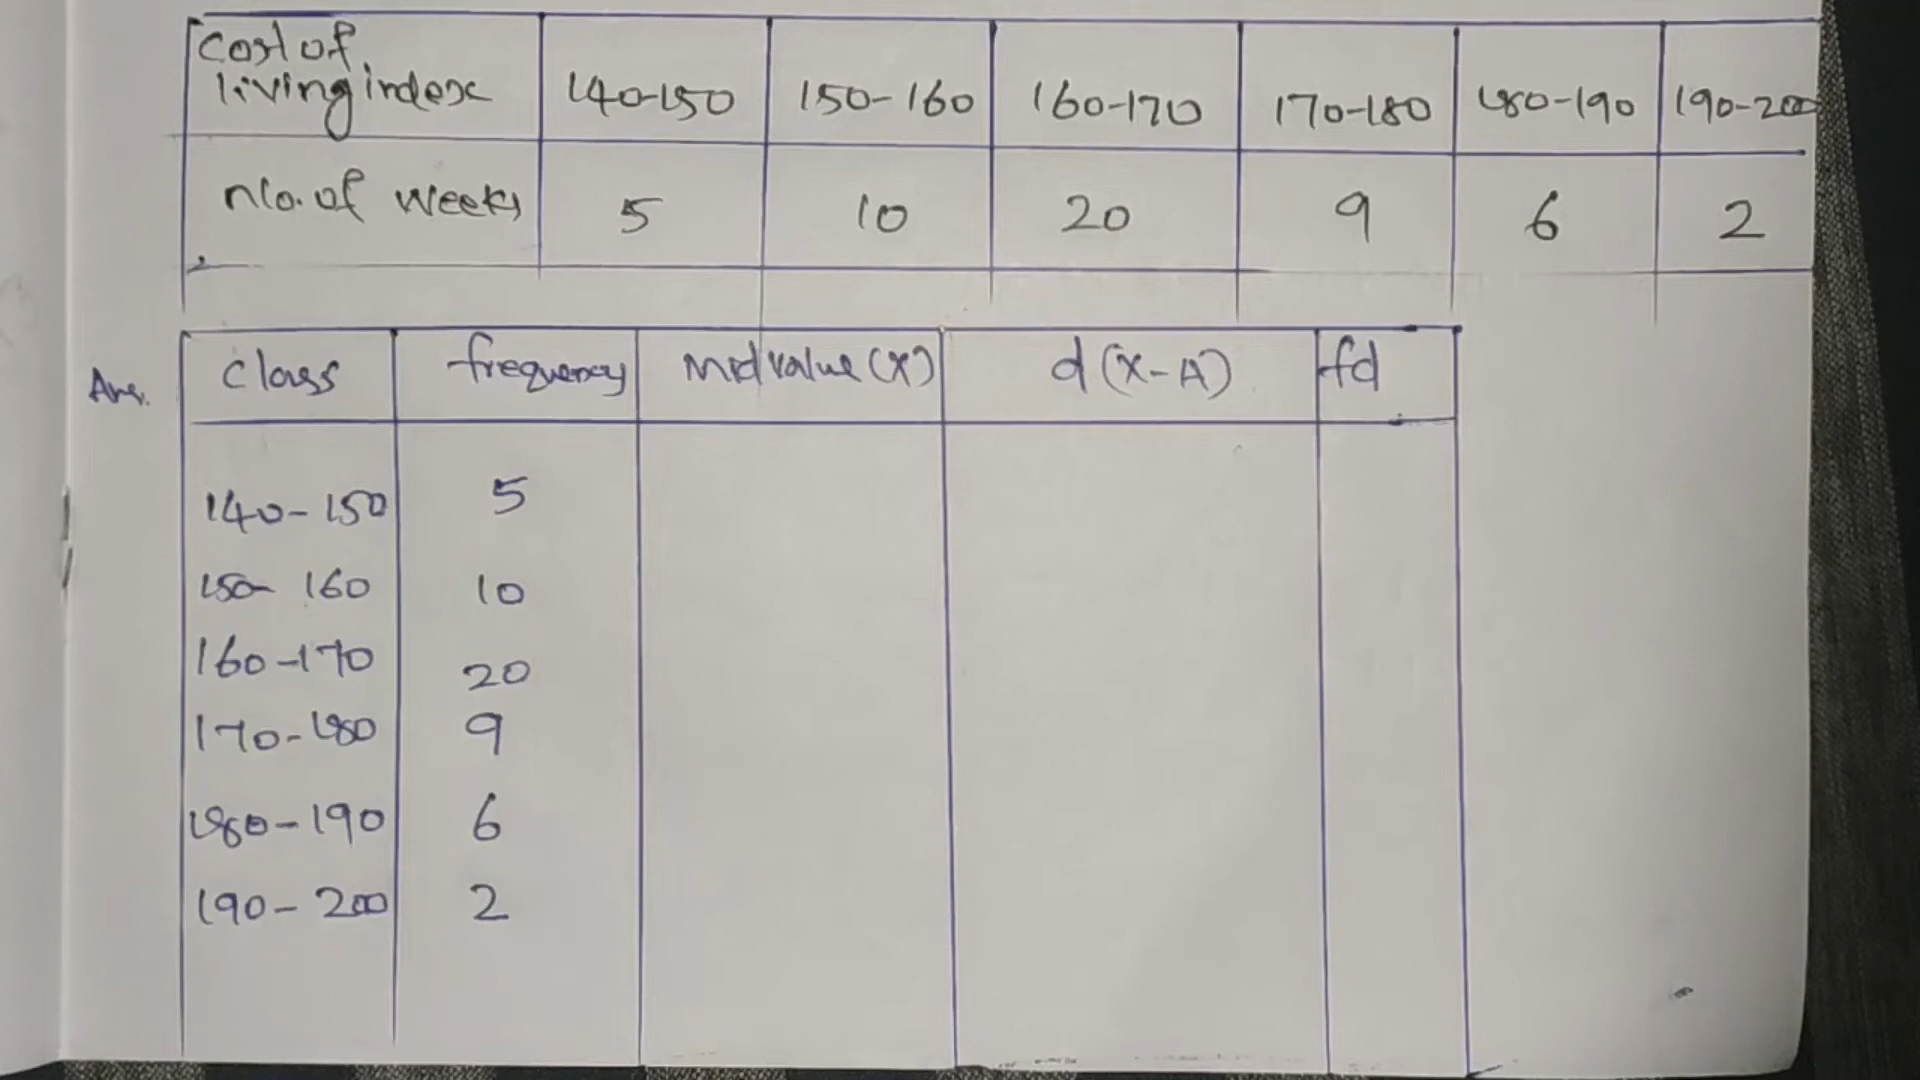 Cost of
living index 140-150 150-160 160-170 170-180 180-190 190-200
No. of weeks 5 10 20 9 6 2
Ans. class frequency Midvalue (x) d (x-A) fd
140-150 5
150-160 10
160-170 20
170-180 9
180-190 6
190-200 2